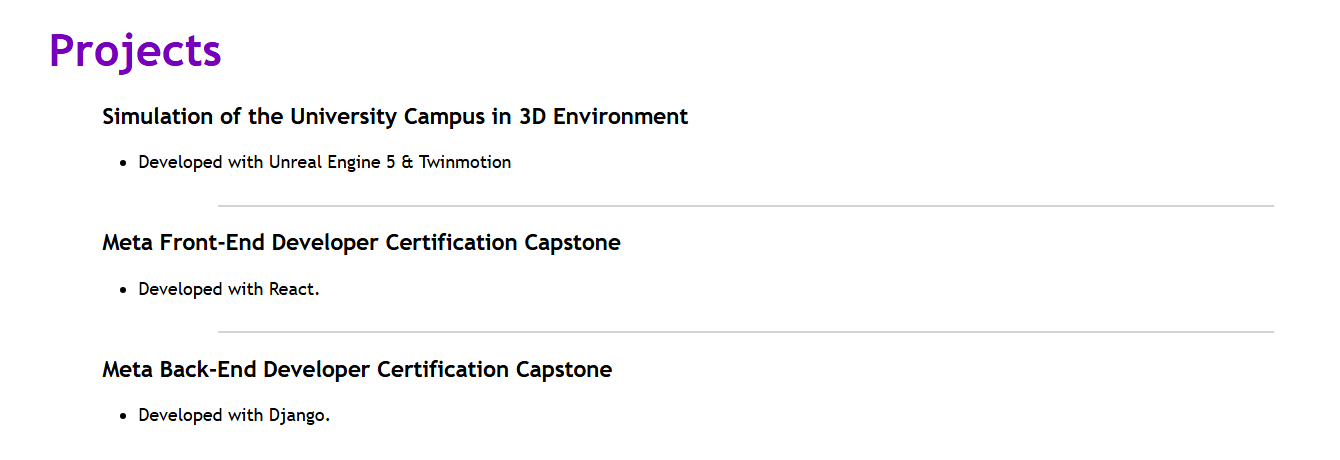 Projects
Simulation of the University Campus in 3D Environment
• Developed with Unreal Engine 5 & Twinmotion
Meta Front-End Developer Certification Capstone
• Developed with React.
Meta Back-End Developer Certification Capstone
• Developed with Django.